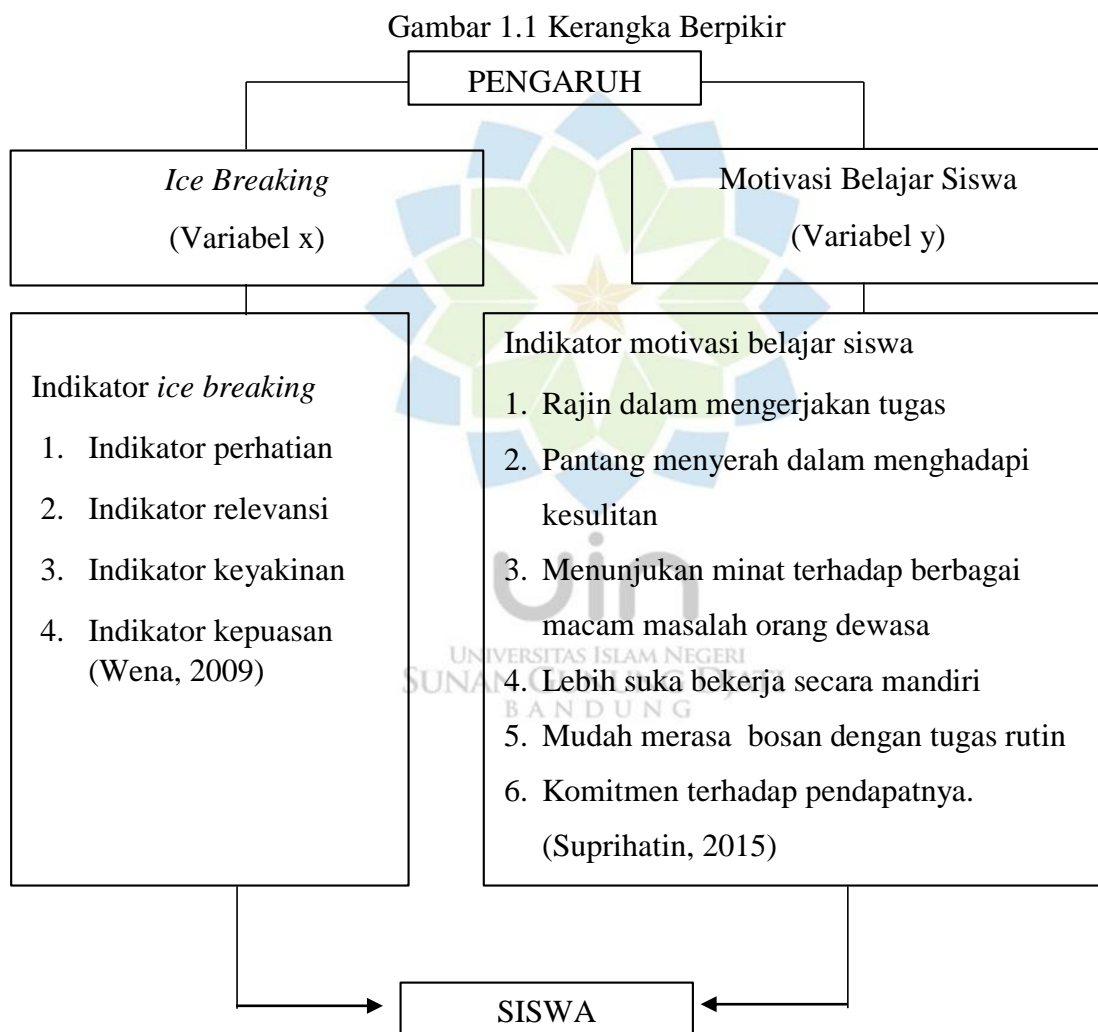 Gambar 1.1 Kerangka Berpikir
PENGARUH
Ice Breaking
(Variabel x)
Motivasi Belajar Siswa
(Variabel y)
Indikator ice breaking
1. Indikator perhatian
2. Indikator relevansi
3. Indikator keyakinan
4. Indikator kepuasan
(Wena, 2009)
Indikator motivasi belajar siswa
1. Rajin dalam mengerjakan tugas
2. Pantang menyerah dalam menghadapi
kesulitan
3. Menunjukan minat terhadap berbagai
macam masalah orang dewasa
4. Lebih suka bekerja secara mandiri
5. Mudah merasa bosan dengan tugas rutin
6. Komitmen terhadap pendapatnya.
(Suprihatin, 2015)
uin
UNIVERSITAS ISLAM NEGERI
SUNAN GUNUNG DJATI
BANDUNG
SISWA